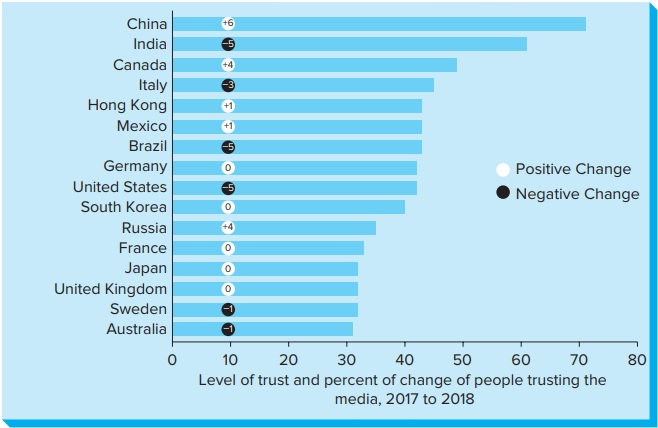 China +6
India −5
Canada +4
Italy −3
Hong Kong +1
Mexico +1
Brazil −5
Germany 0
United States −5
South Korea 0
Russia +4
France 0
Japan 0
United Kingdom 0
Sweden −1
Australia −1
Positive Change
Negative Change
0 10 20 30 40 50 60 70 80
Level of trust and percent of change of people trusting the
media, 2017 to 2018